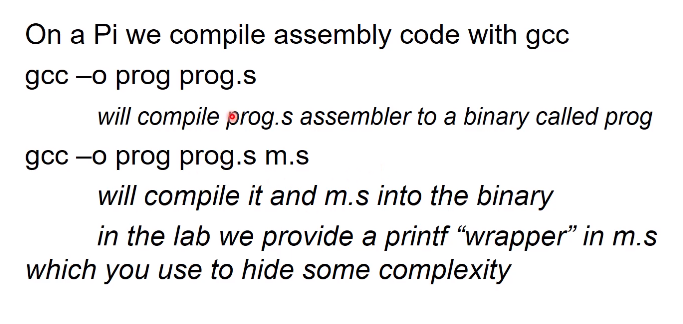 On a Pi we compile assembly code with gcc
gcc –o prog prog.s
will compile prog.s assembler to a binary called prog
gcc –o prog prog.s m.s
will compile it and m.s into the binary
in the lab we provide a printf “wrapper” in m.s
which you use to hide some complexity